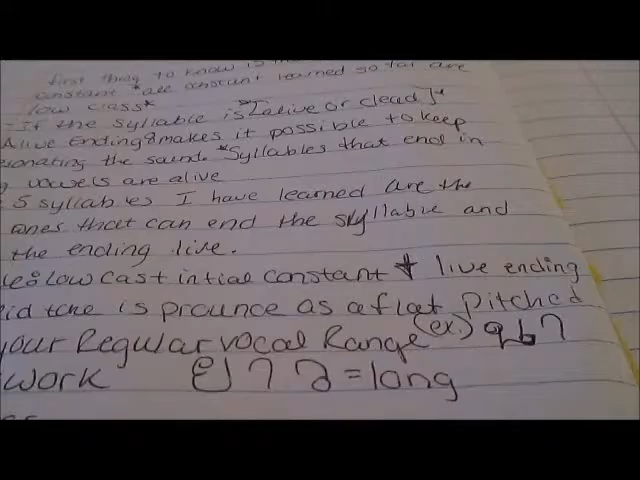 first thing to know is the
constant *all constant learned so far are
low class*
- If the syllable is "alive or dead"
Alive Ending & makes it possible to keep
esonating the sound. *Syllables that end in
g vowels are alive
5 syllables I have learned are the
ones that can end the syllable and
the ending live.
low cast intial constant + live ending
id tone is prounce as a flat pitched
your Regular vocal Range (ex.)
work = long